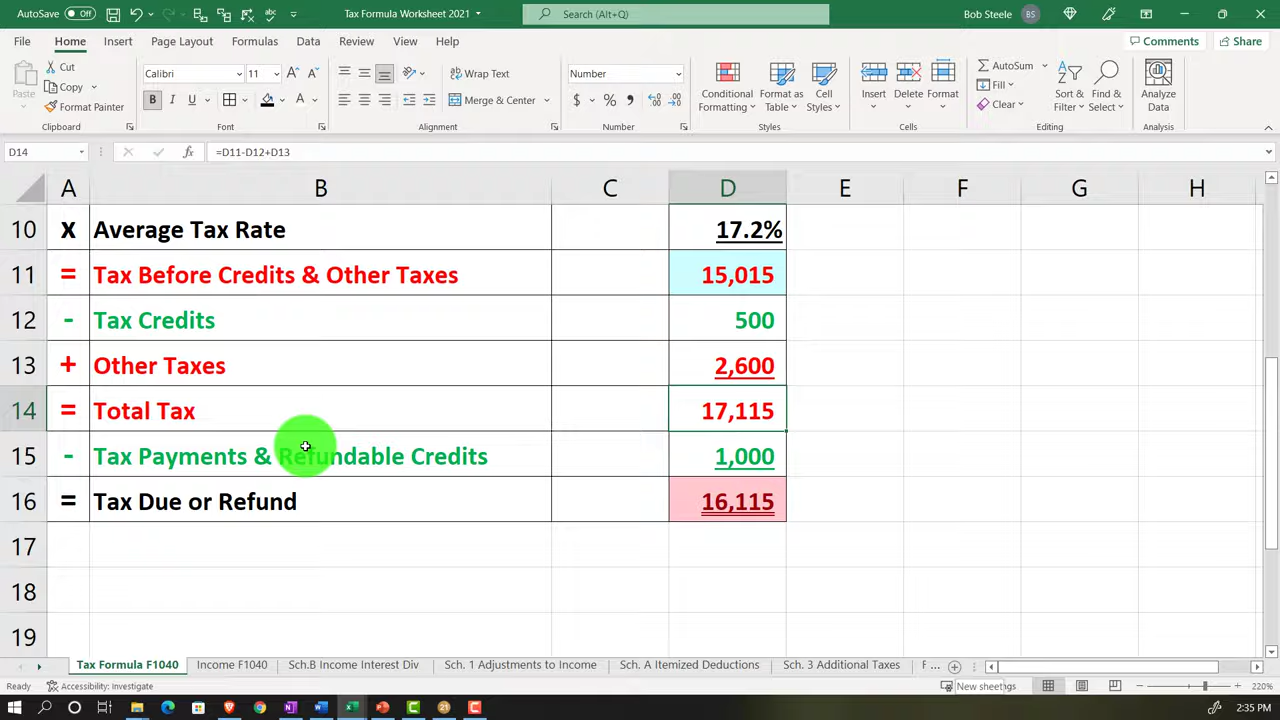 AutoSave Off
Tax Formula Worksheet 2021
Search (Alt+Q)
Bob Steele BS
File Home Insert Page Layout Formulas Data Review View Help
Comments Share
Paste
Cut
Copy
Format Painter
Clipboard
Calibri 11
B I U
Font
Wrap Text
Merge & Center
Alignment
Number
$ % ,
Number
Conditional Formatting
Format as Table
Cell Styles
Styles
Insert
Delete
Format
Cells
AutoSum
Fill
Clear
Sort & Filter
Find & Select
Editing
Analyze Data
Analysis
D14
fx =D11-D12+D13
A B C D E F G H
10 x Average Tax Rate 17.2%
11 = Tax Before Credits & Other Taxes 15,015
12 - Tax Credits 500
13 + Other Taxes 2,600
14 = Total Tax 17,115
15 - Tax Payments & Refundable Credits 1,000
16 = Tax Due or Refund 16,115
17
18
19
Tax Formula F1040 Income F1040 Sch.B Income Interest Div Sch. 1 Adjustments to Income Sch. A Itemized Deductions Sch. 3 Additional Taxes F ...
Ready Accessibility: Investigate New sheet 220%
2:35 PM